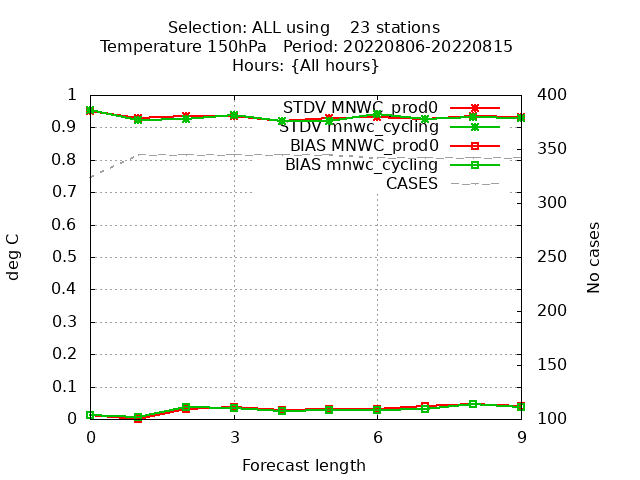 Selection: ALL using 23 stations
Temperature 150hPa Period: 20220806-20220815
Hours: {All hours}
1
0.9
0.8
0.7
0.6
0.5
0.4
0.3
0.2
0.1
0
deg C
STDV MNWC_prod0
STDV mnwc_cycling
BIAS MNWC_prod0
BIAS mnwc_cycling
CASES
400
350
300
250
200
150
100
No cases
0 3 6 9
Forecast length